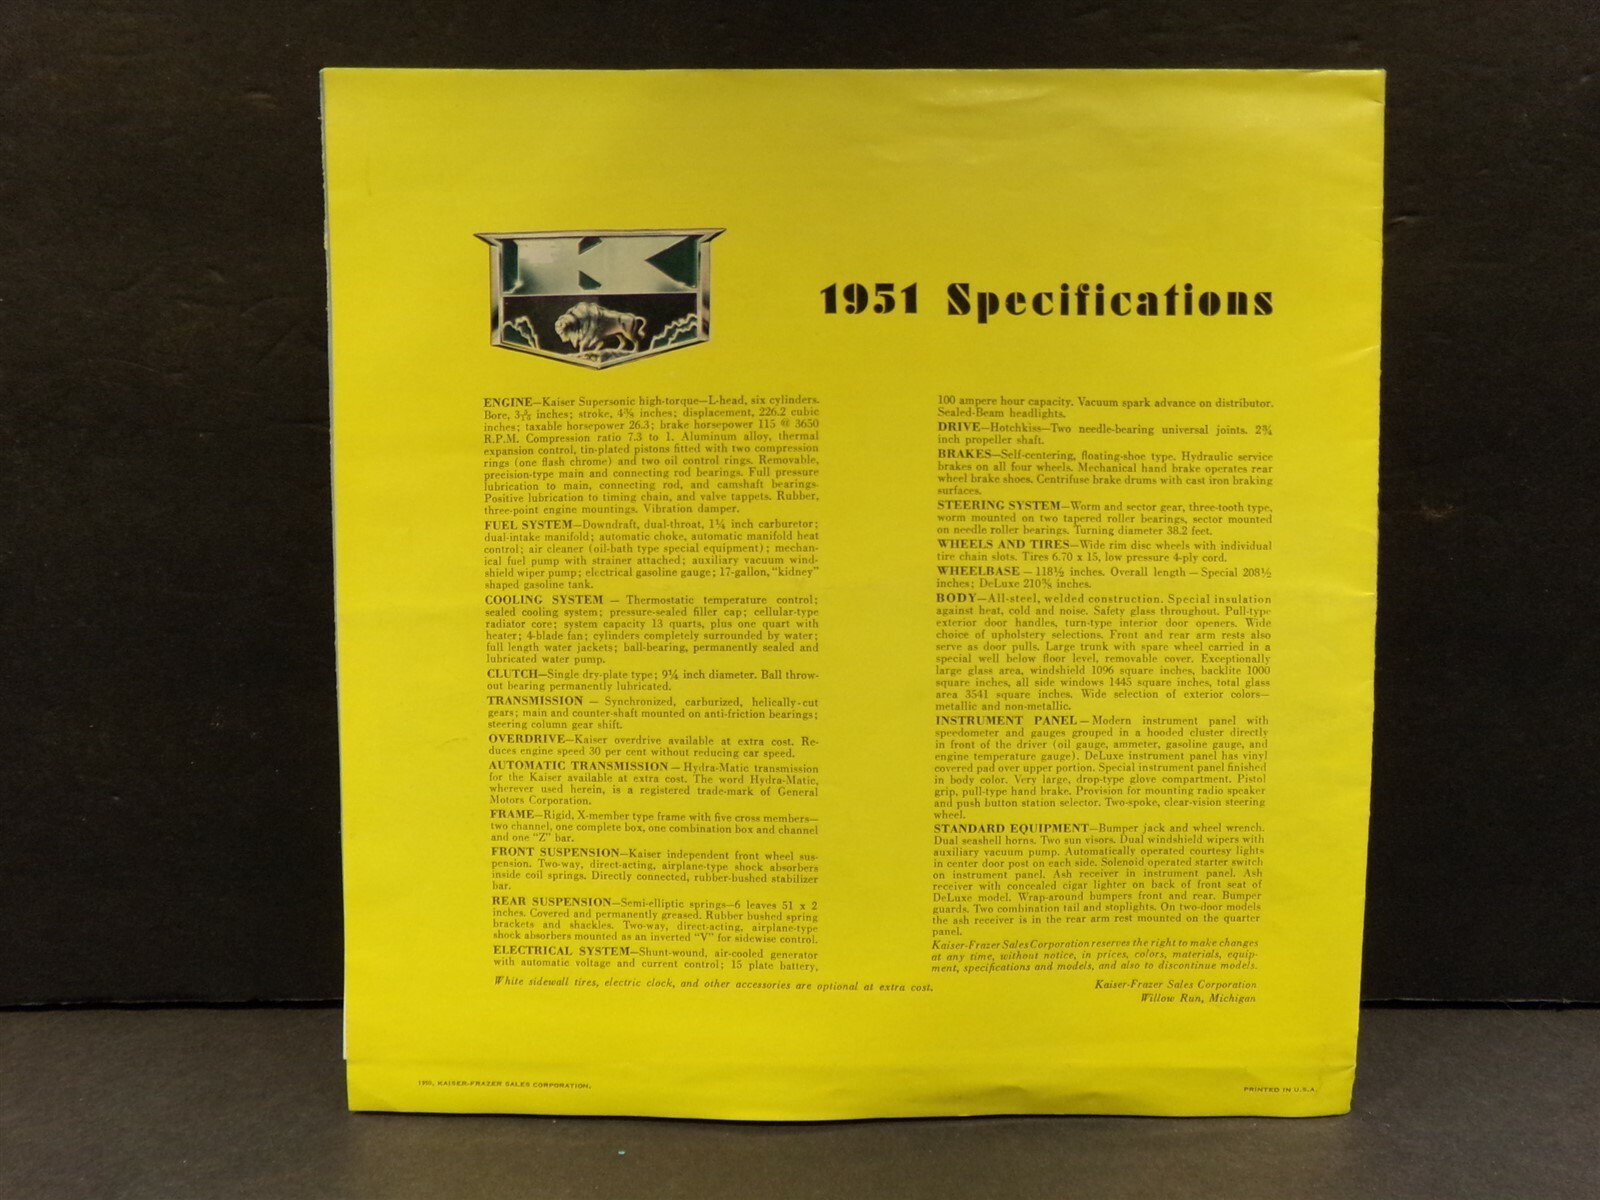 K
1951 Specifications
ENGINE—Kaiser Supersonic high-torque—L-head, six cylinders.
Bore, 3 5/16 inches; stroke, 4⅜ inches; displacement, 226.2 cubic
inches; taxable horsepower 26.3; brake horsepower 115 @ 3650
R.P.M. Compression ratio 7.3 to 1. Aluminum alloy, thermal
expansion control, tin-plated pistons fitted with two compression
rings (one flash chrome) and two oil control rings. Removable,
precision-type main and connecting rod bearings. Full pressure
lubrication to main, connecting rod, and camshaft bearings.
Positive lubrication to timing chain, and valve tappets. Rubber,
three-point engine mountings. Vibration damper.
FUEL SYSTEM—Downdraft, dual-throat, 1¼ inch carburetor;
dual-intake manifold; automatic choke, automatic manifold heat
control; air cleaner (oil-bath type special equipment); mechan-
ical fuel pump with strainer attached; auxiliary vacuum wind-
shield wiper pump; electrical gasoline gauge; 17-gallon, "kidney"
shaped gasoline tank.
COOLING SYSTEM — Thermostatic temperature control;
sealed cooling system; pressure-sealed filler cap; cellular-type
radiator core; system capacity 13 quarts, plus one quart with
heater; 4-blade fan; cylinders completely surrounded by water;
full length water jackets; ball-bearing, permanently sealed and
lubricated water pump.
CLUTCH—Single dry-plate type; 9¼ inch diameter. Ball throw-
out bearing permanently lubricated.
TRANSMISSION — Synchronized, carburized, helically-cut
gears; main and counter-shaft mounted on anti-friction bearings;
steering column gear shift.
OVERDRIVE—Kaiser overdrive available at extra cost. Re-
duces engine speed 30 per cent without reducing car speed.
AUTOMATIC TRANSMISSION — Hydra-Matic transmission
for the Kaiser available at extra cost. The word Hydra-Matic,
wherever used herein, is a registered trade-mark of General
Motors Corporation.
FRAME—Rigid, X-member type frame with five cross members—
two channel, one complete box, one combination box and channel
and one "Z" bar.
FRONT SUSPENSION—Kaiser independent front wheel sus-
pension. Two-way, direct-acting, airplane-type shock absorbers
inside coil springs. Directly connected, rubber-bushed stabilizer
bar.
REAR SUSPENSION—Semi-elliptic springs—6 leaves 51 x 2
inches. Covered and permanently greased. Rubber bushed spring
brackets and shackles. Two-way, direct-acting, airplane-type
shock absorbers mounted as an inverted "V" for sidewise control.
ELECTRICAL SYSTEM—Shunt-wound, air-cooled generator
with automatic voltage and current control; 15 plate battery,
100 ampere hour capacity. Vacuum spark advance on distributor.
Sealed-Beam headlights.
DRIVE—Hotchkiss—Two needle-bearing universal joints. 2¾
inch propeller shaft.
BRAKES—Self-centering, floating-shoe type. Hydraulic service
brakes on all four wheels. Mechanical hand brake operates rear
wheel brake shoes. Centrifuse brake drums with cast iron braking
surfaces.
STEERING SYSTEM—Worm and sector gear, three-tooth type,
worm mounted on two tapered roller bearings, sector mounted
on needle roller bearings. Turning diameter 38.2 feet.
WHEELS AND TIRES—Wide rim disc wheels with individual
tire chain slots. Tires 6.70 x 15, low pressure 4-ply cord.
WHEELBASE — 118½ inches. Overall length — Special 208½
inches; DeLuxe 210⅜ inches.
BODY—All-steel, welded construction. Special insulation
against heat, cold and noise. Safety glass throughout. Pull-type
exterior door handles, turn-type interior door openers. Wide
choice of upholstery selections. Front and rear arm rests also
serve as door pulls. Large trunk with spare wheel carried in a
special well below floor level, removable cover. Exceptionally
large glass area, windshield 1096 square inches, backlite 1000
square inches, all side windows 1445 square inches, total glass
area 3541 square inches. Wide selection of exterior colors—
metallic and non-metallic.
INSTRUMENT PANEL — Modern instrument panel with
speedometer and gauges grouped in a hooded cluster directly
in front of the driver (oil gauge, ammeter, gasoline gauge, and
engine temperature gauge). DeLuxe instrument panel has vinyl
covered pad over upper portion. Special instrument panel finished
in body color. Very large, drop-type glove compartment. Pistol
grip, pull-type hand brake. Provision for mounting radio speaker
and push button station selector. Two-spoke, clear-vision steering
wheel.
STANDARD EQUIPMENT—Bumper jack and wheel wrench.
Dual seashell horns. Two sun visors. Dual windshield wipers with
auxiliary vacuum pump. Automatically operated courtesy lights
in center door post on each side. Solenoid operated starter switch
on instrument panel. Ash receiver in instrument panel. Ash
receiver with concealed cigar lighter on back of front seat of
DeLuxe model. Wrap-around bumpers front and rear. Bumper
guards. Two combination tail and stoplights. On two-door models
the ash receiver is in the rear arm rest mounted on the quarter
panel.
Kaiser-Frazer Sales Corporation reserves the right to make changes
at any time, without notice, in prices, colors, materials, equip-
ment, specifications and models, and also to discontinue models.
White sidewall tires, electric clock, and other accessories are optional at extra cost.
Kaiser-Frazer Sales Corporation
Willow Run, Michigan
KAISER-FRAZER SALES CORPORATION.
PRINTED IN U.S.A.